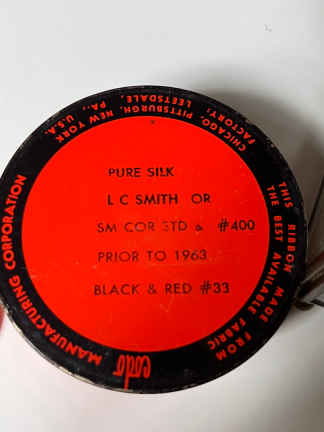 PURE SILK
L C SMITH OR
SM COR STD & #400
PRIOR TO 1963
BLACK & RED #33
THIS RIBBON MADE FROM
THE BEST AVAILABLE FABRIC
codo
MANUFACTURING CORPORATION
CHICAGO, PITTSBURGH, NEW YORK
FACTORY: LEETSDALE, PA., U.S.A.